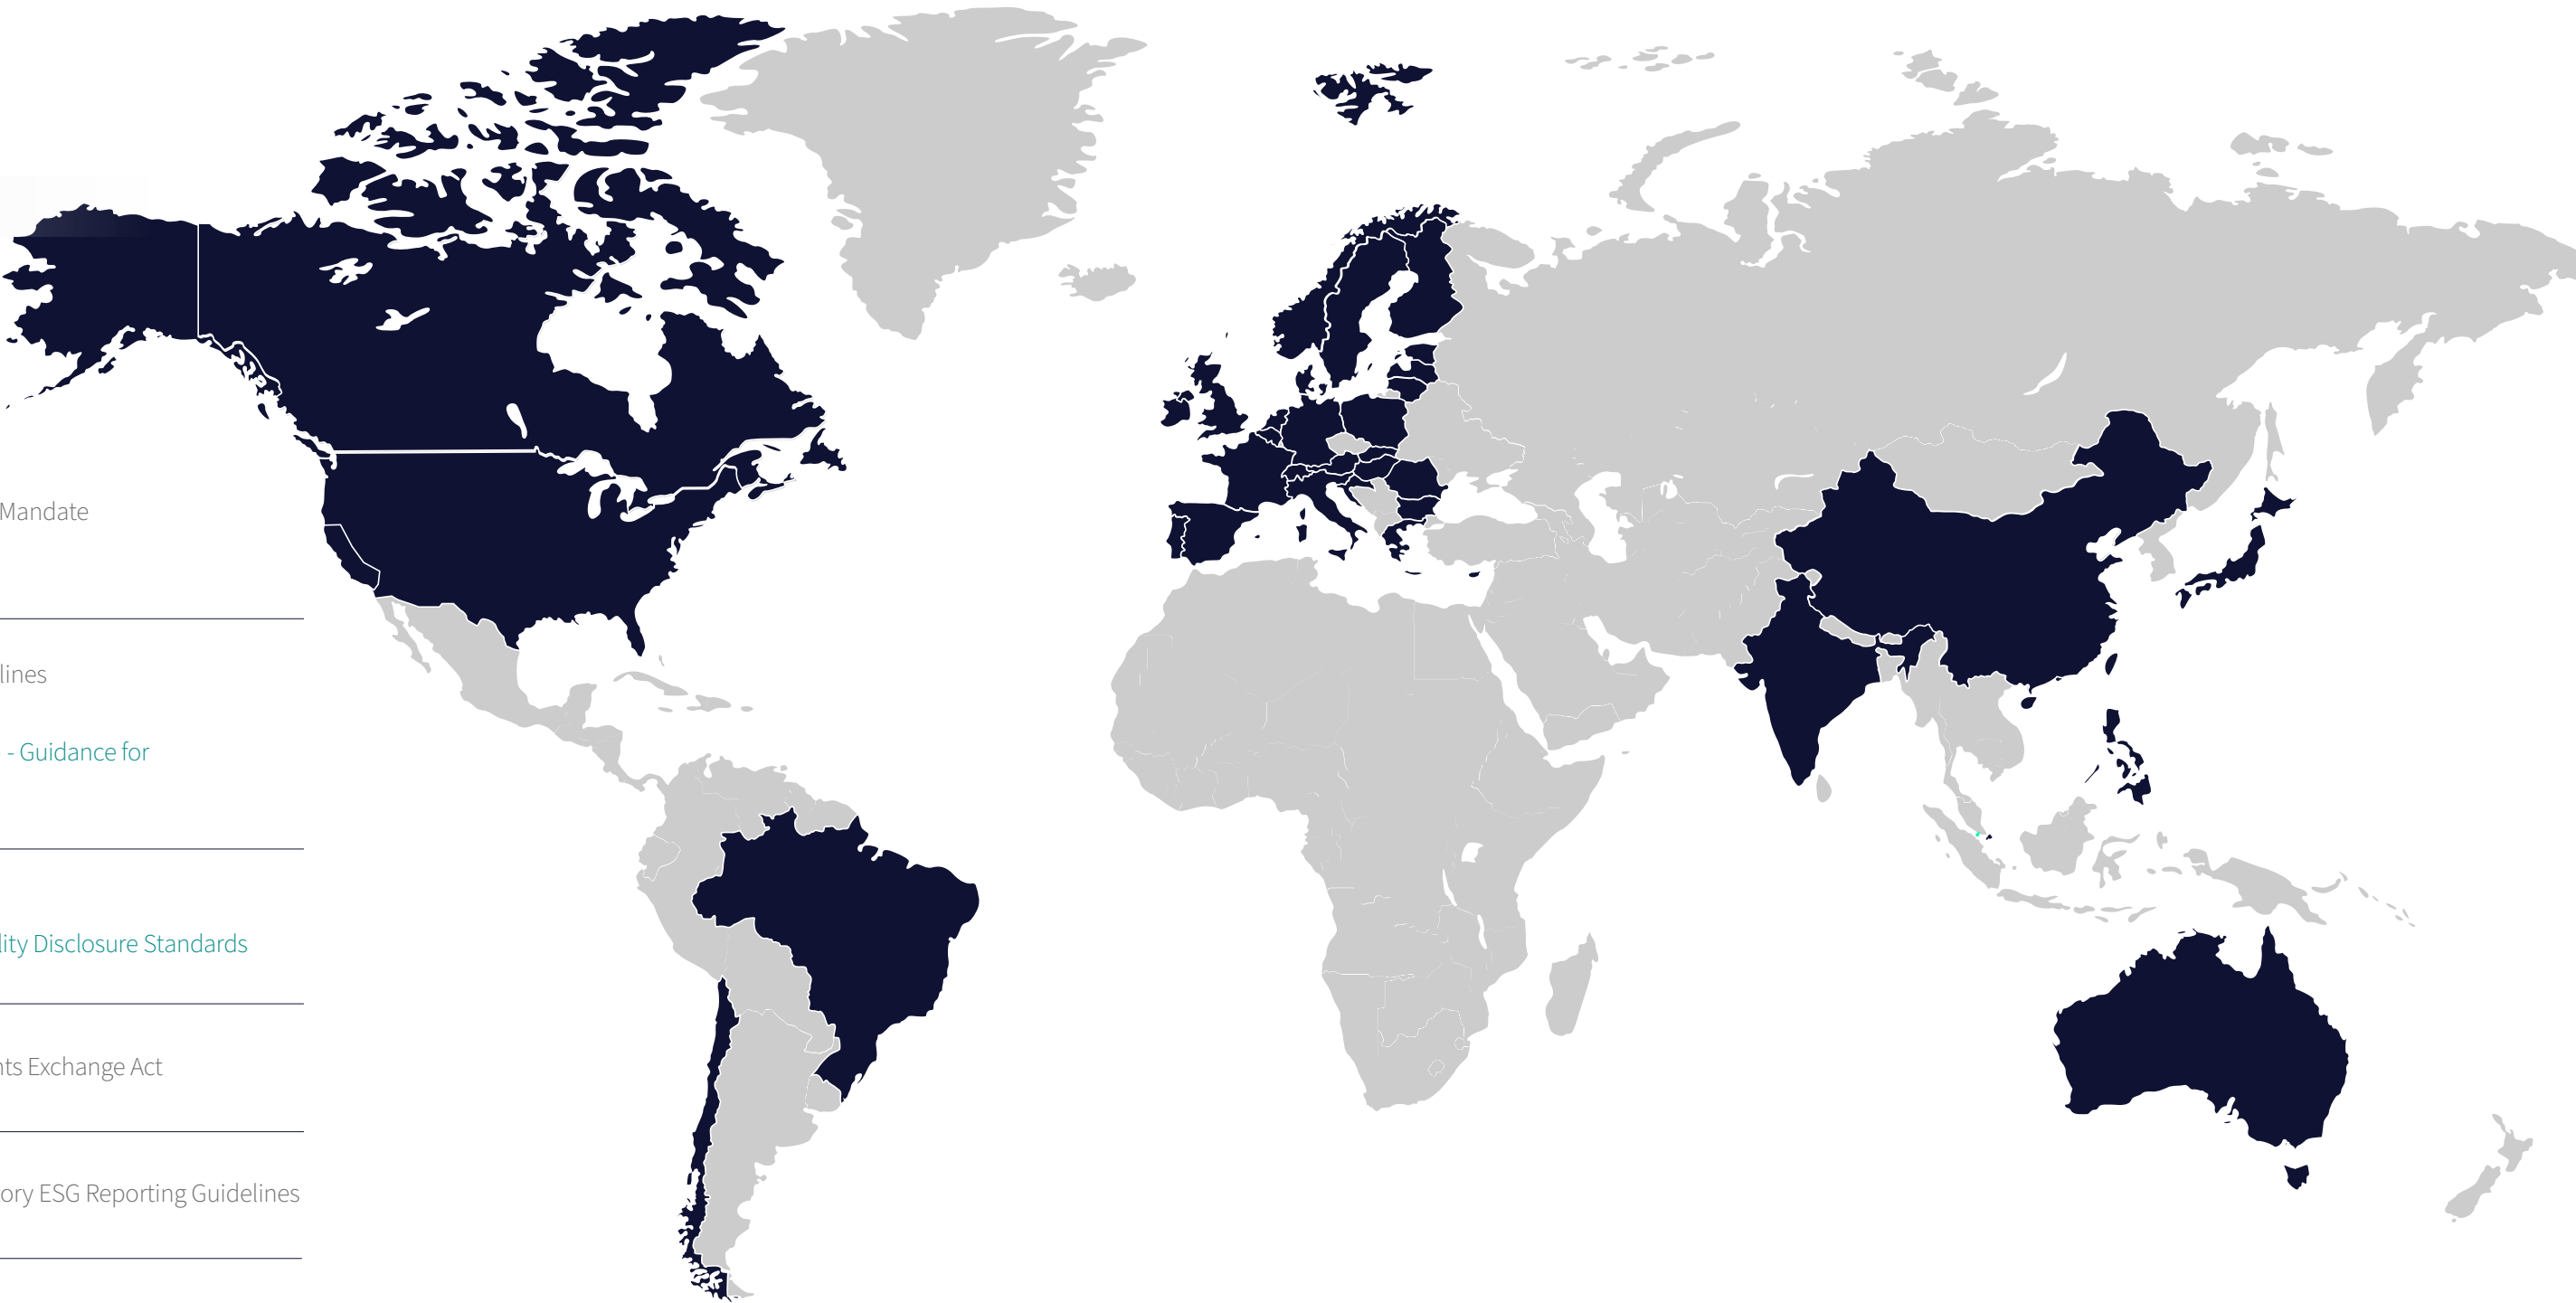 Mandate
lines
- Guidance for
lity Disclosure Standards
nts Exchange Act
ory ESG Reporting Guidelines